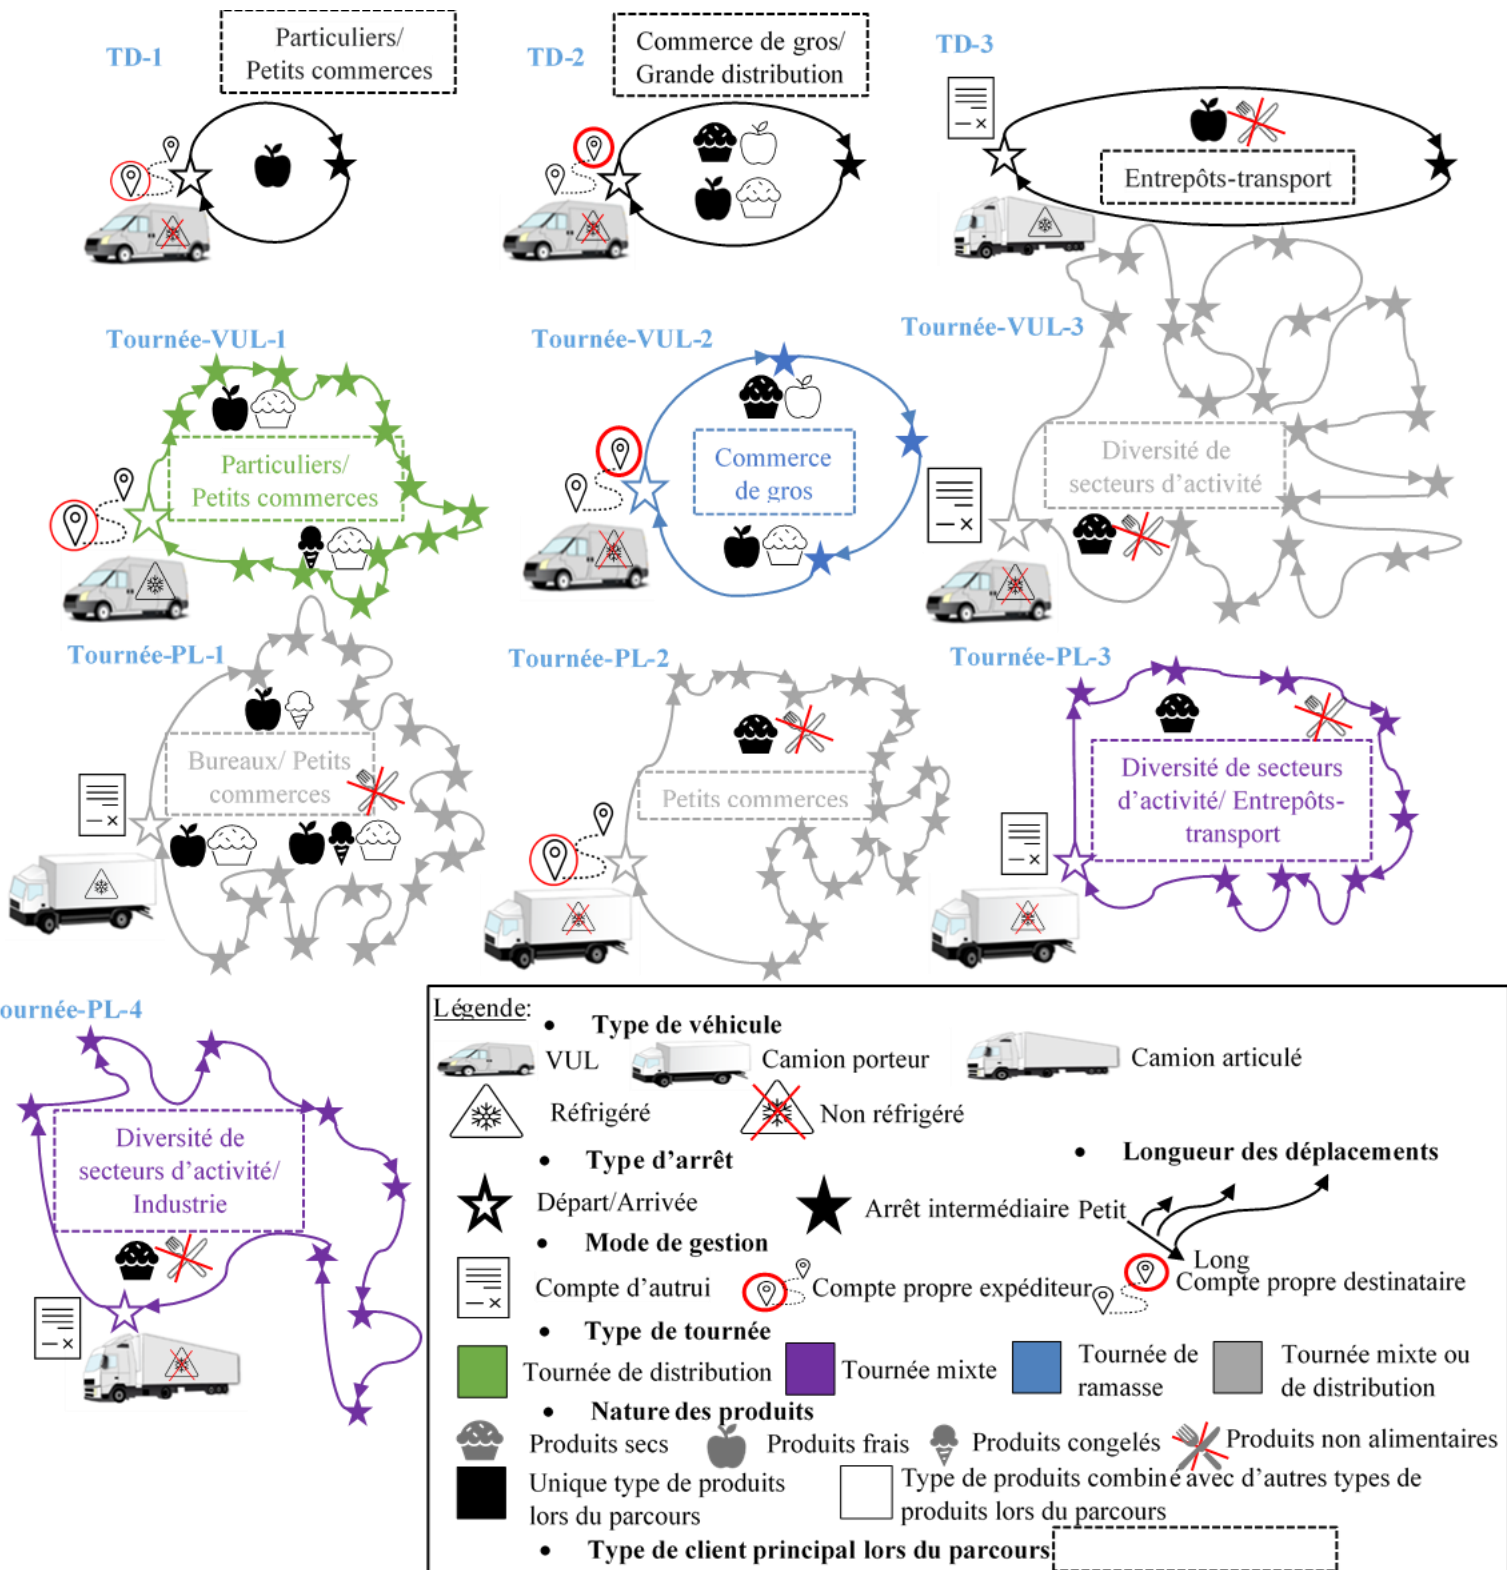 TD-1
Particuliers/
Petits commerces
TD-2
Commerce de gros/
Grande distribution
TD-3
Entrepôts-transport
Tournée-VUL-1
Particuliers/
Petits commerces
Tournée-VUL-2
Commerce
de gros
Tournée-VUL-3
Diversité de
secteurs d'activité
Tournée-PL-1
Bureaux/ Petits
commerces
Tournée-PL-2
Petits commerces
Tournée-PL-3
Diversité de secteurs
d'activité/ Entrepôts-
transport
ournée-PL-4
Diversité de
secteurs d'activité/
Industrie
Légende:
• Type de véhicule
VUL
Camion porteur
Camion articulé
Réfrigéré
Non réfrigéré
• Type d'arrêt
Départ/Arrivée
Arrêt intermédiaire
• Longueur des déplacements
Petit
Long
• Mode de gestion
Compte d'autrui
Compte propre expéditeur
Compte propre destinataire
• Type de tournée
Tournée de distribution
Tournée mixte
Tournée de
ramasse
Tournée mixte ou
de distribution
• Nature des produits
Produits secs
Produits frais
Produits congelés
Produits non alimentaires
Unique type de produits
lors du parcours
Type de produits combiné avec d'autres types de
produits lors du parcours
• Type de client principal lors du parcours